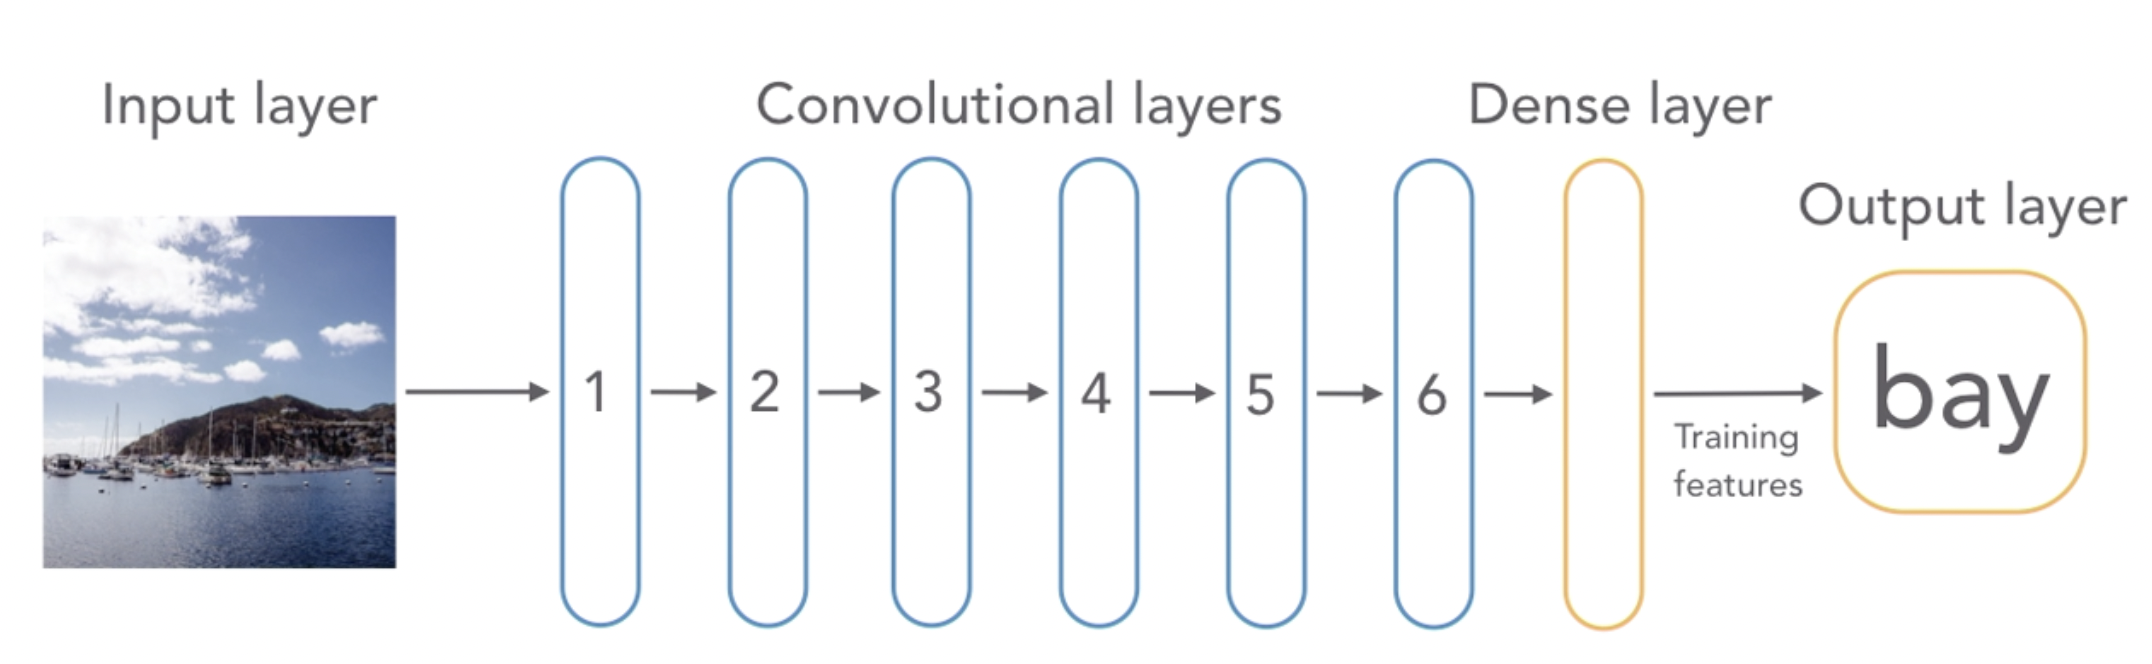 Input layer
Convolutional layers
Dense layer
Output layer
1
2
3
4
5
6
Training
features
bay